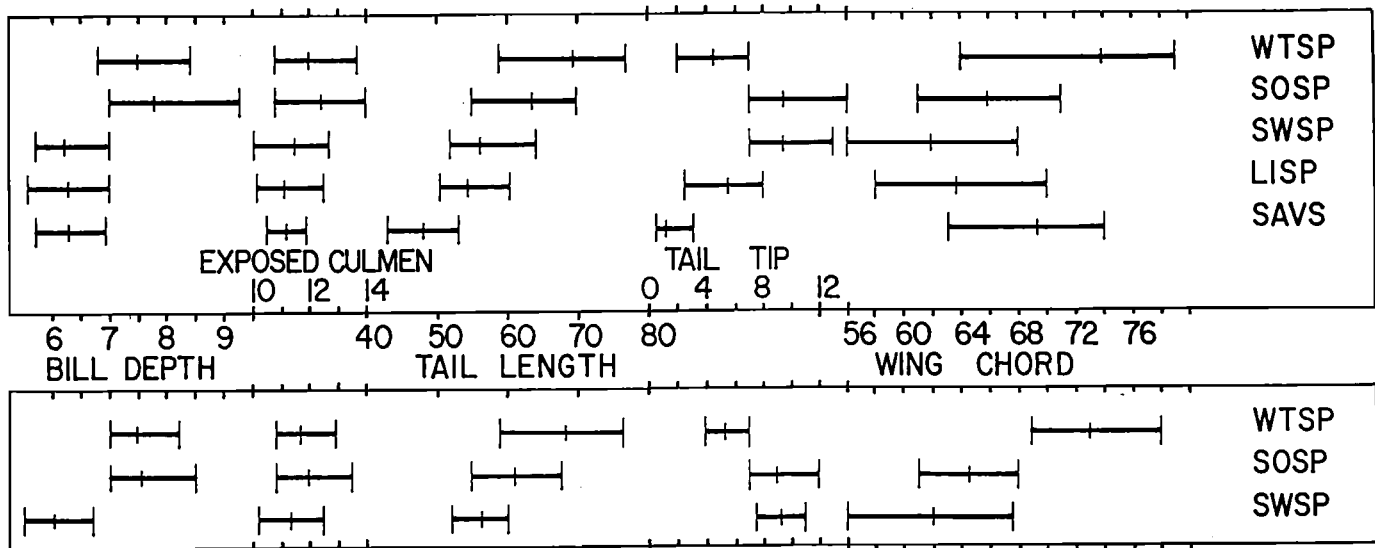 WTSP
SOSP
SWSP
LISP
SAVS
EXPOSED CULMEN TAIL TIP
10 12 14 0 4 8 12
6 7 8 9 40 50 60 70 80 56 60 64 68 72 76
BILL DEPTH TAIL LENGTH WING CHORD
WTSP
SOSP
SWSP